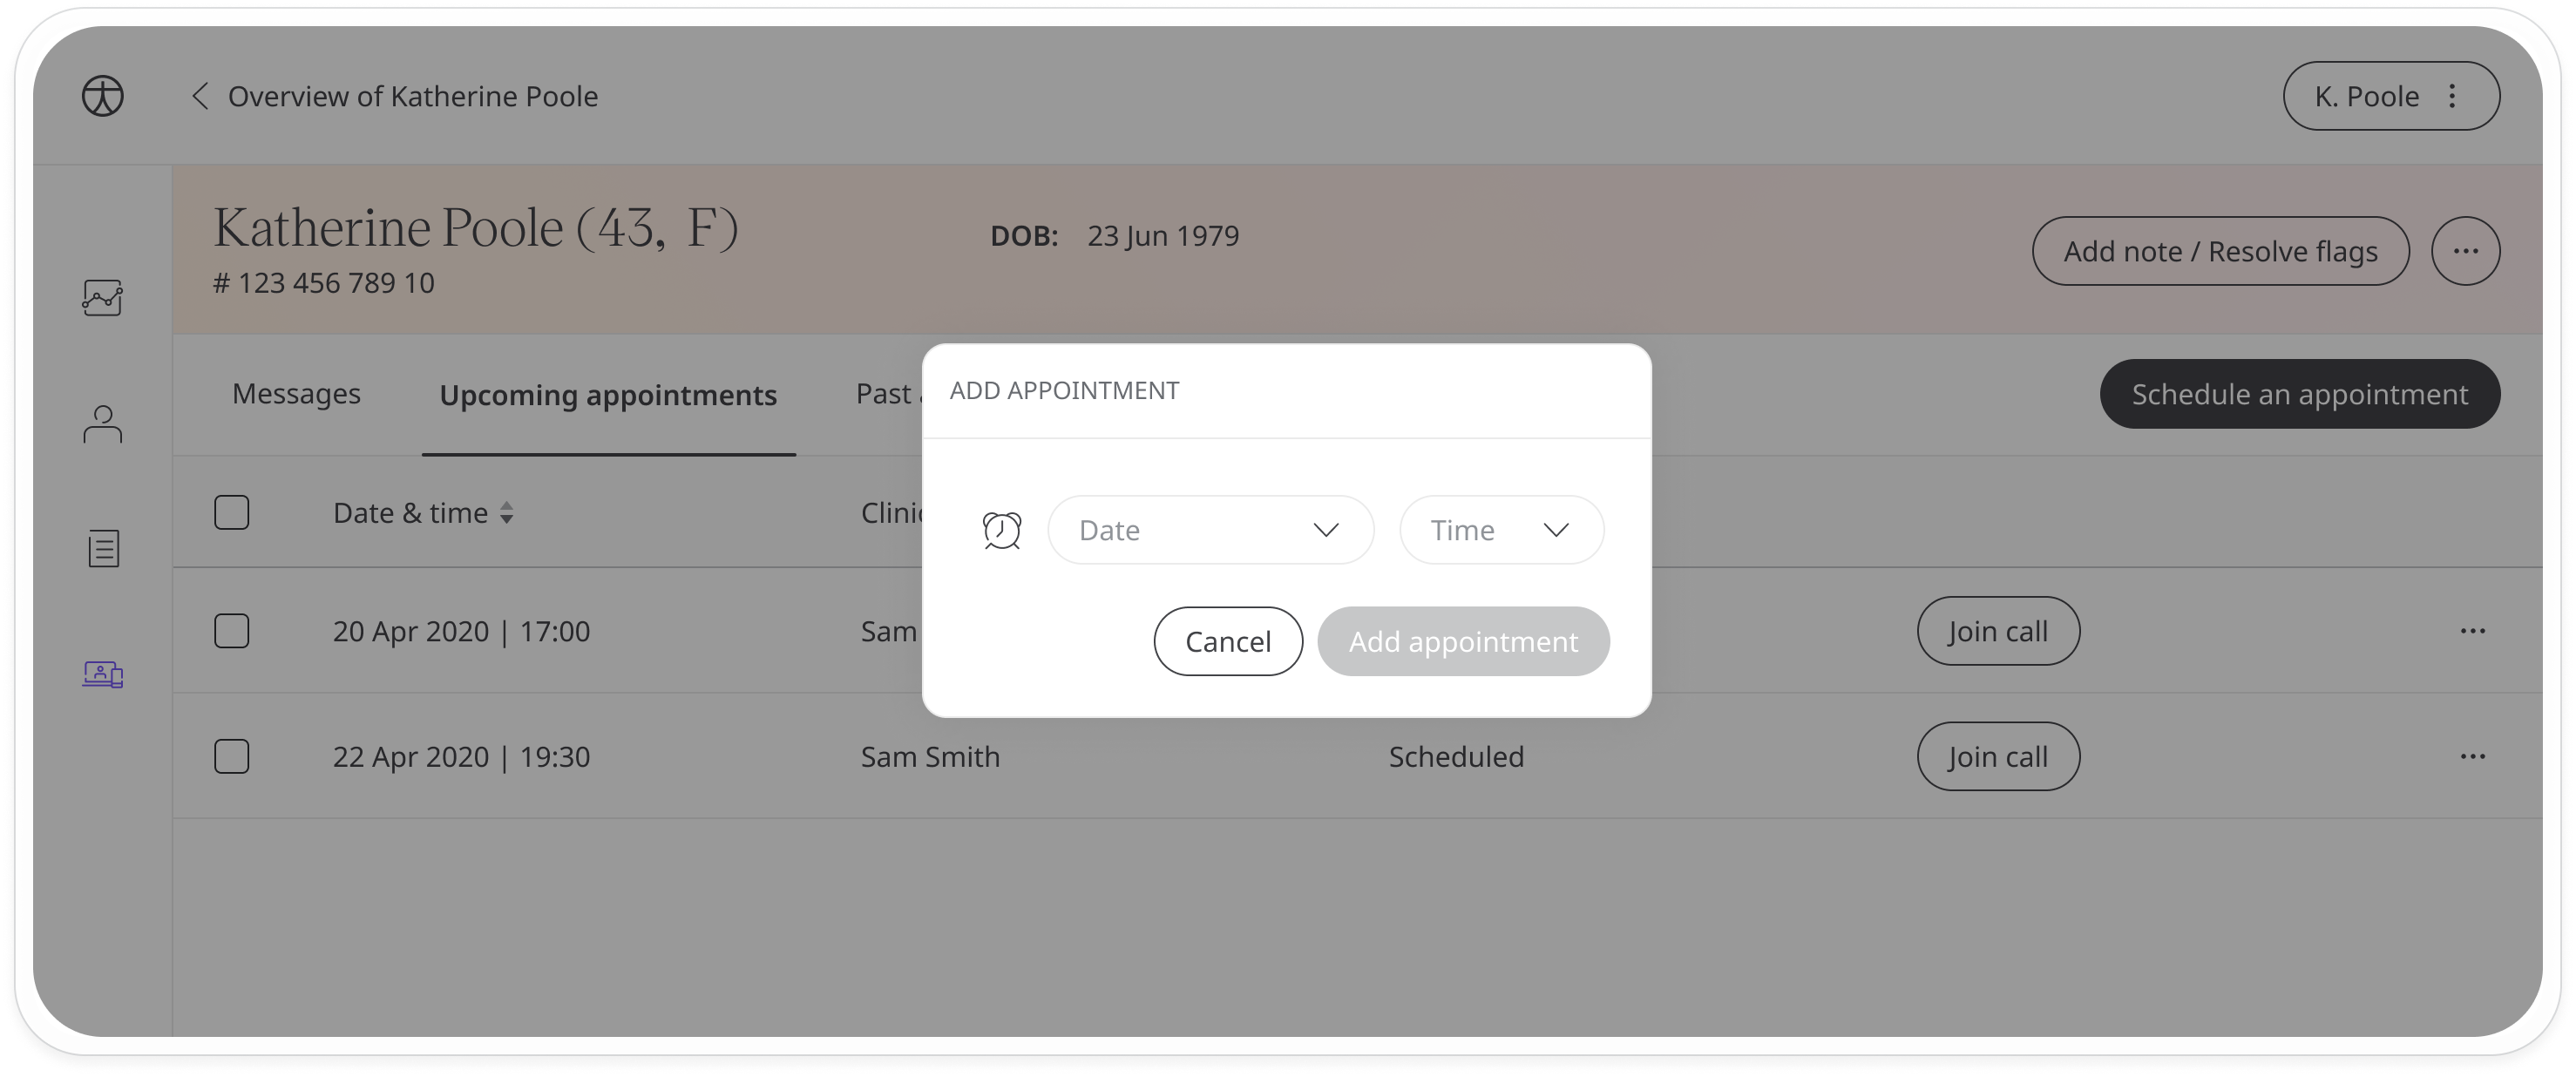 Overview of Katherine Poole
K. Poole
Katherine Poole (43, F)
# 123 456 789 10
DOB: 23 Jun 1979
Add note / Resolve flags
Messages
Upcoming appointments
Past
Schedule an appointment
ADD APPOINTMENT
Date & time
Date
Time
20 Apr 2020 | 17:00
Sam
Cancel
Add appointment
Join call
22 Apr 2020 | 19:30
Sam Smith
Scheduled
Join call